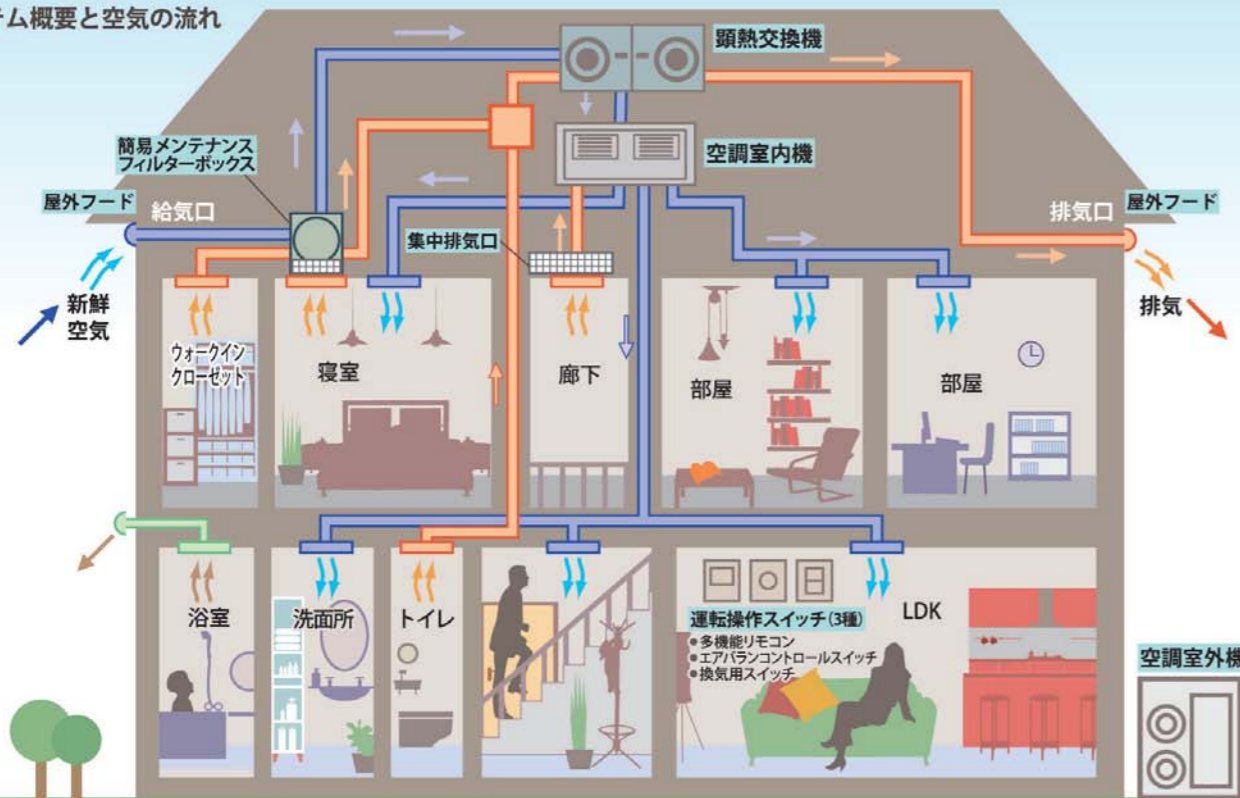 テム概要と空気の流れ
顕熱交換機
簡易メンテナンス
フィルターボックス
空調室内機
屋外フード
給気口
集中排気口
排気口
屋外フード
新鮮
空気
排気
ウォークイン
クローゼット
寝室
廊下
部屋
部屋
浴室
洗面所
トイレ
運転操作スイッチ(3種)
●多機能リモコン
●エアバランコントロールスイッチ
●換気用スイッチ
LDK
空調室外機